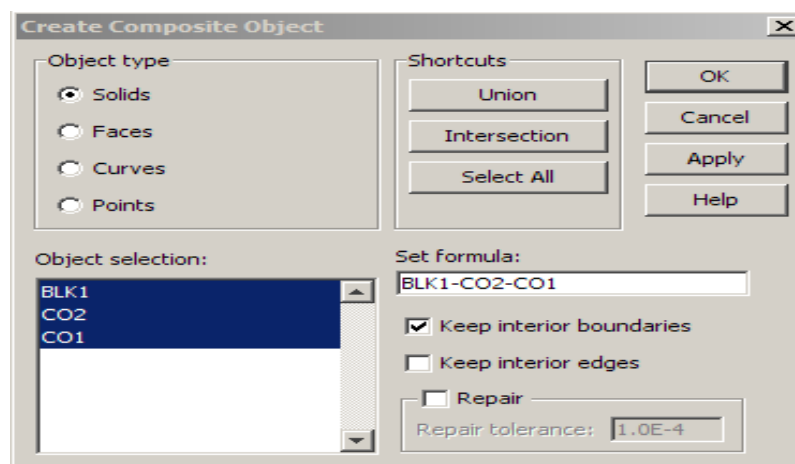 Create Composite Object
Object type
Solids
Faces
Curves
Points
Shortcuts
Union
Intersection
Select All
OK
Cancel
Apply
Help
Object selection:
BLK1
CO2
CO1
Set formula:
BLK1-CO2-CO1
Keep interior boundaries
Keep interior edges
Repair
Repair tolerance: 1.0E-4